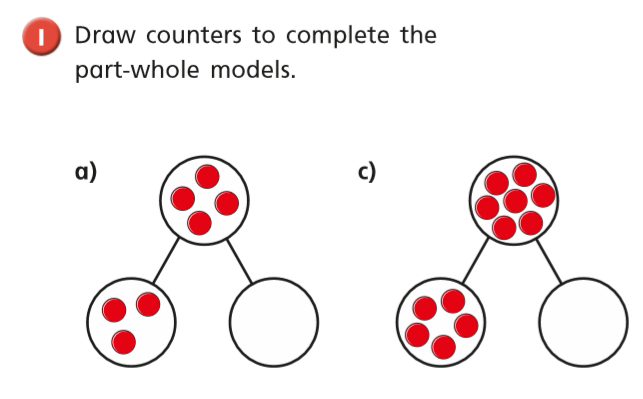 1 Draw counters to complete the
part-whole models.
a) c)